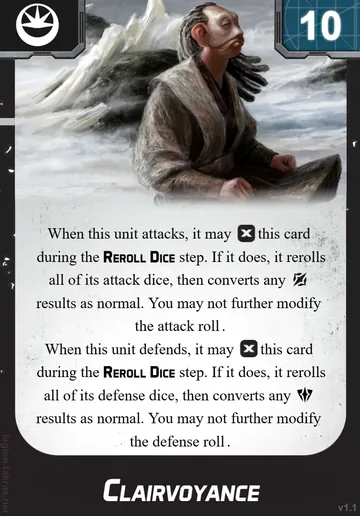 10
When this unit attacks, it may this card
during the REROLL DICE step. If it does, it rerolls
all of its attack dice, then converts any
results as normal. You may not further modify
the attack roll.
When this unit defends, it may this card
during the REROLL DICE step. If it does, it rerolls
all of its defense dice, then converts any
results as normal. You may not further modify
the defense roll.
CLAIRVOYANCE
legion.takras.net
v1.1